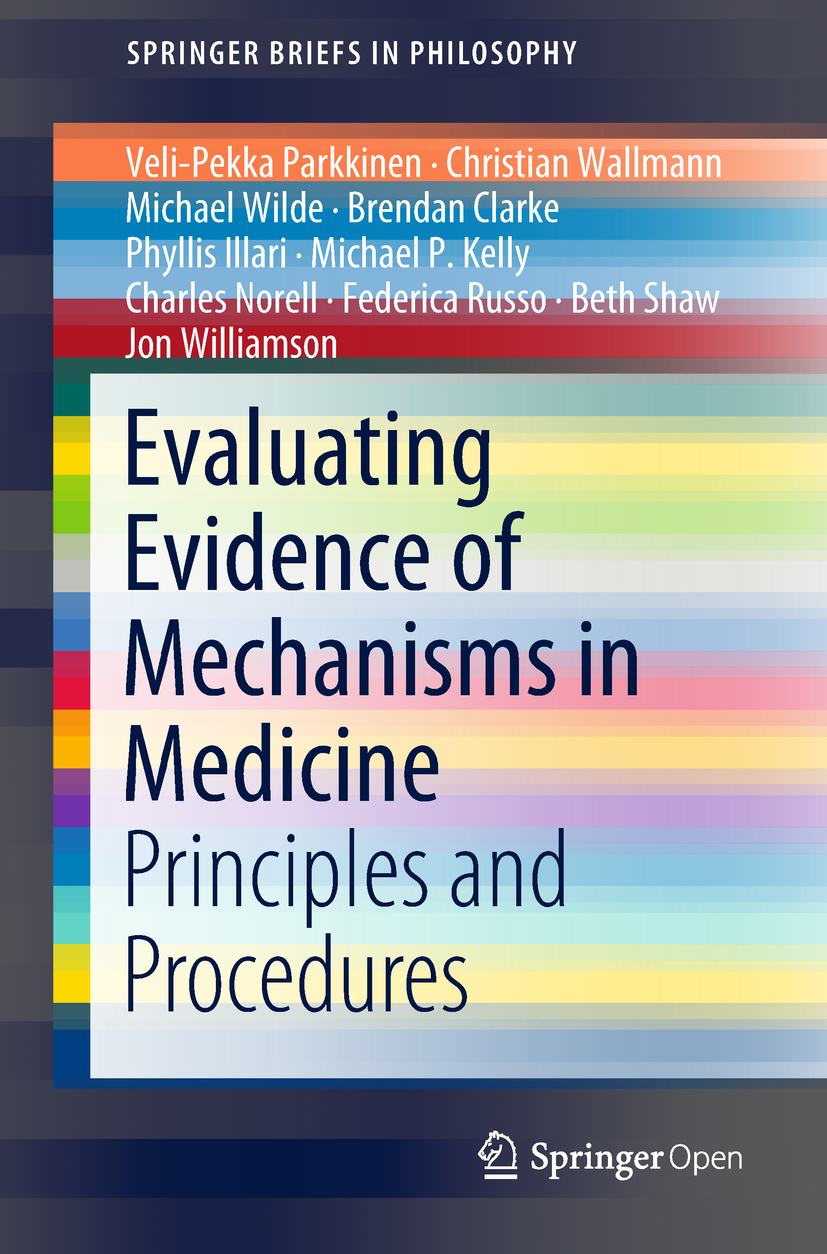 SPRINGER BRIEFS IN PHILOSOPHY
Veli-Pekka Parkkinen · Christian Wallmann
Michael Wilde · Brendan Clarke
Phyllis Illari · Michael P. Kelly
Charles Norell · Federica Russo · Beth Shaw
Jon Williamson
Evaluating
Evidence of
Mechanisms in
Medicine
Principles and
Procedures
Springer Open